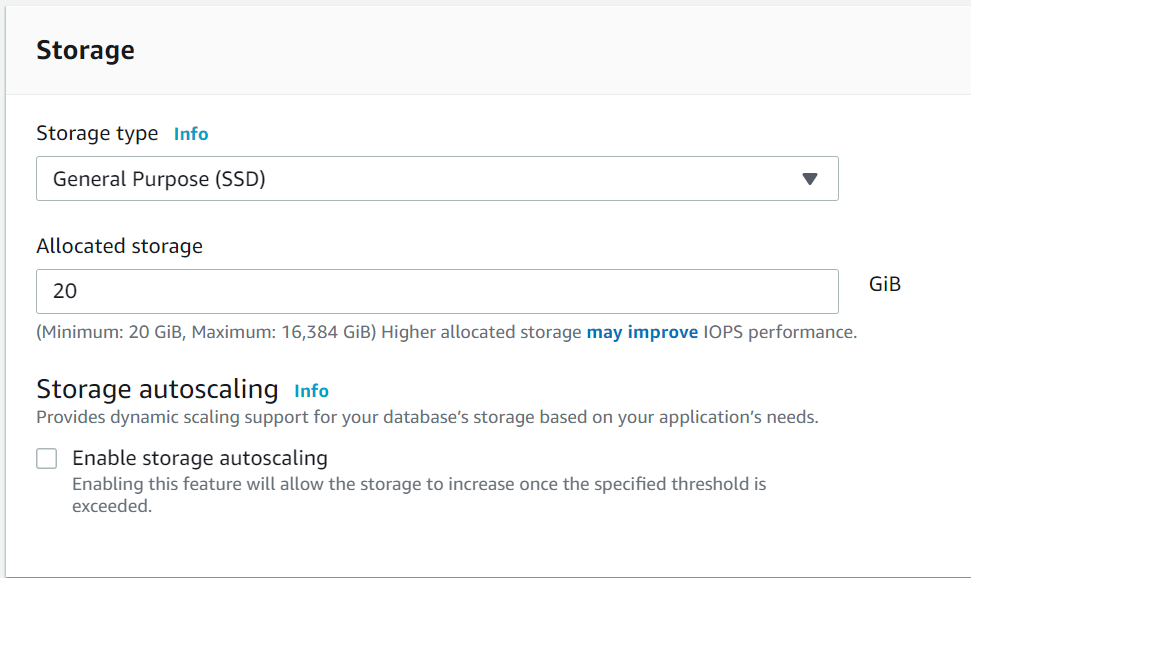 Storage
Storage type Info
General Purpose (SSD)
Allocated storage
20
GiB
(Minimum: 20 GiB, Maximum: 16,384 GiB) Higher allocated storage may improve IOPS performance.
Storage autoscaling Info
Provides dynamic scaling support for your database’s storage based on your application’s needs.
Enable storage autoscaling
Enabling this feature will allow the storage to increase once the specified threshold is
exceeded.